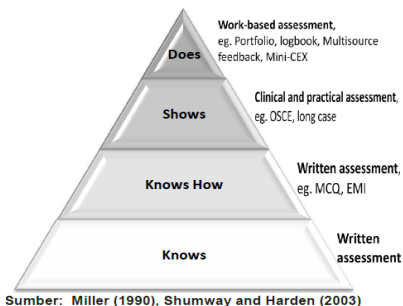 Work-based assessment,
eg. Portfolio, logbook, Multisource
feedback, Mini-CEX
Does
Clinical and practical assessment,
eg. OSCE, long case
Shows
Written assessment,
eg. MCQ, EMI
Knows How
Written
assessment
Knows
Sumber: Miller (1990), Shumway and Harden (2003)